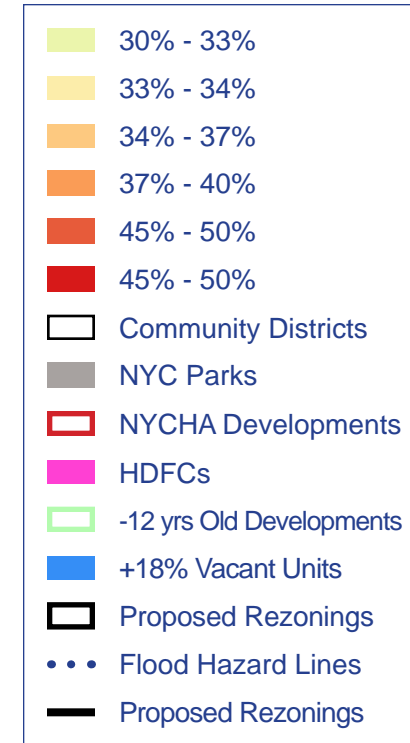 30% - 33%
33% - 34%
34% - 37%
37% - 40%
45% - 50%
45% - 50%
Community Districts
NYC Parks
NYCHA Developments
HDFCs
-12 yrs Old Developments
+18% Vacant Units
Proposed Rezonings
Flood Hazard Lines
Proposed Rezonings